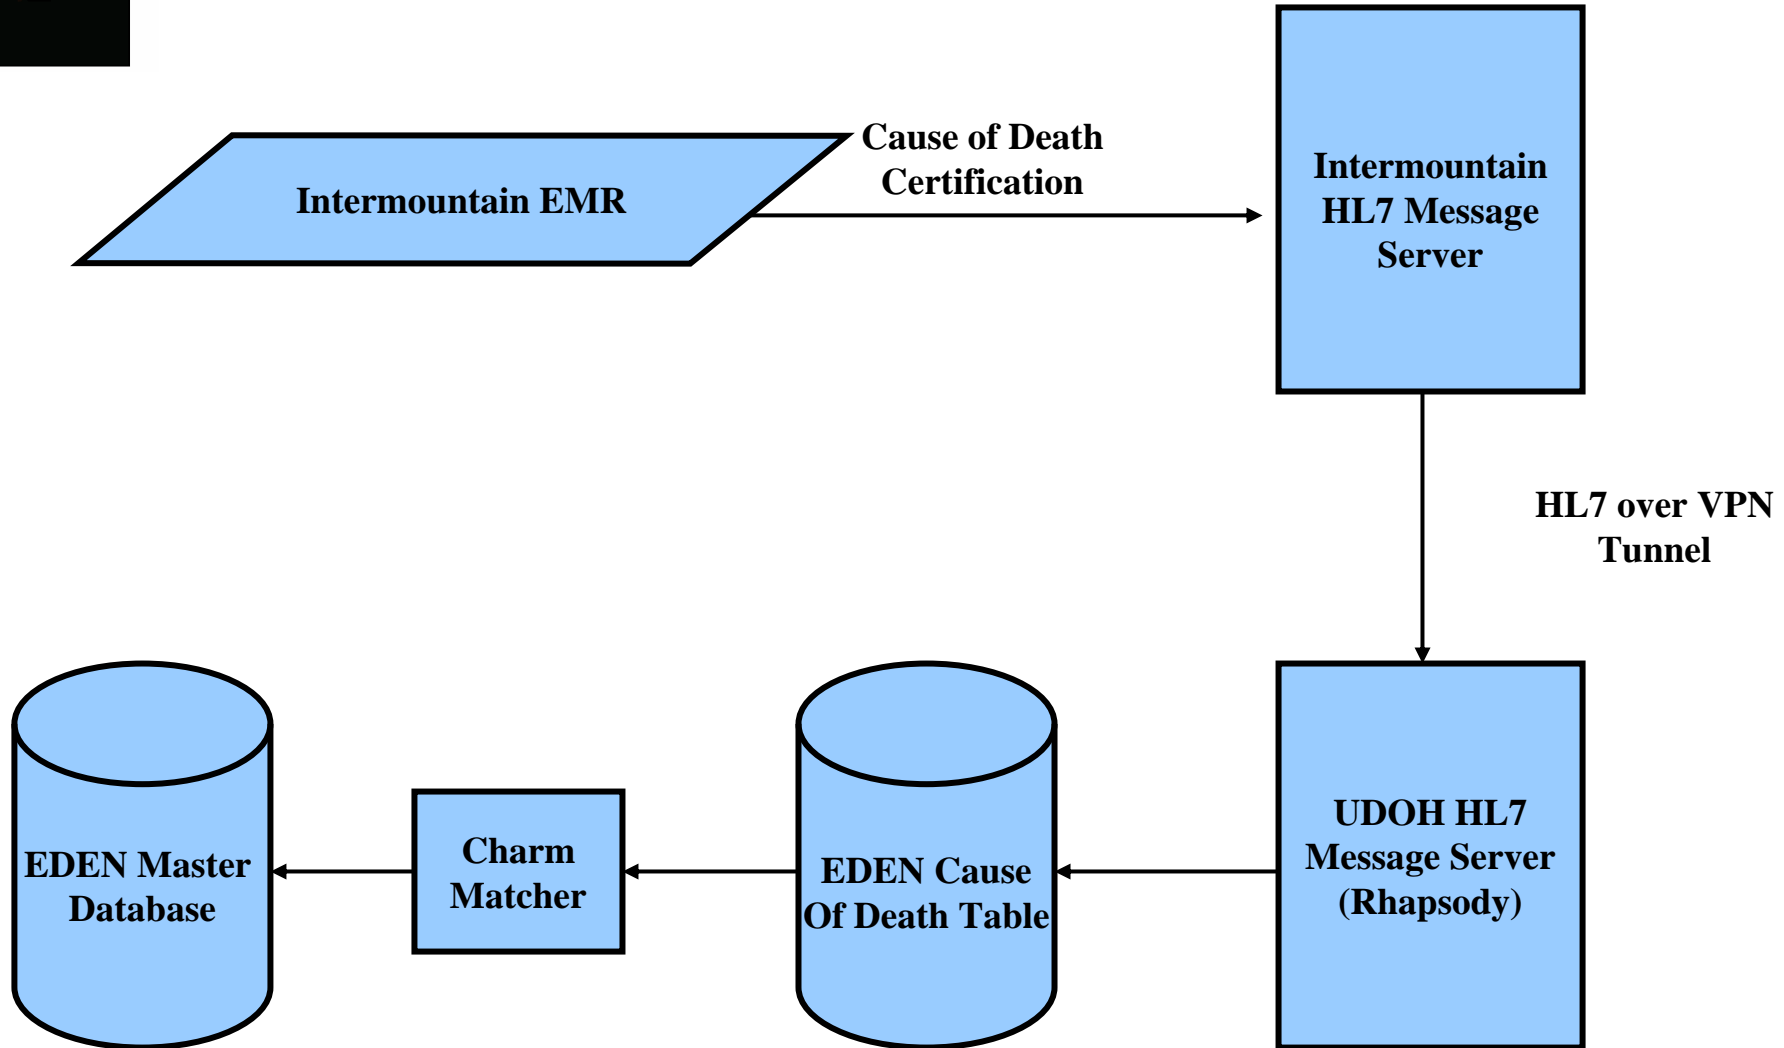 Cause of Death
Certification
Intermountain EMR
Intermountain
HL7 Message
Server
HL7 over VPN
Tunnel
EDEN Master
Database
Charm
Matcher
EDEN Cause
Of Death Table
UDOH HL7
Message Server
(Rhapsody)